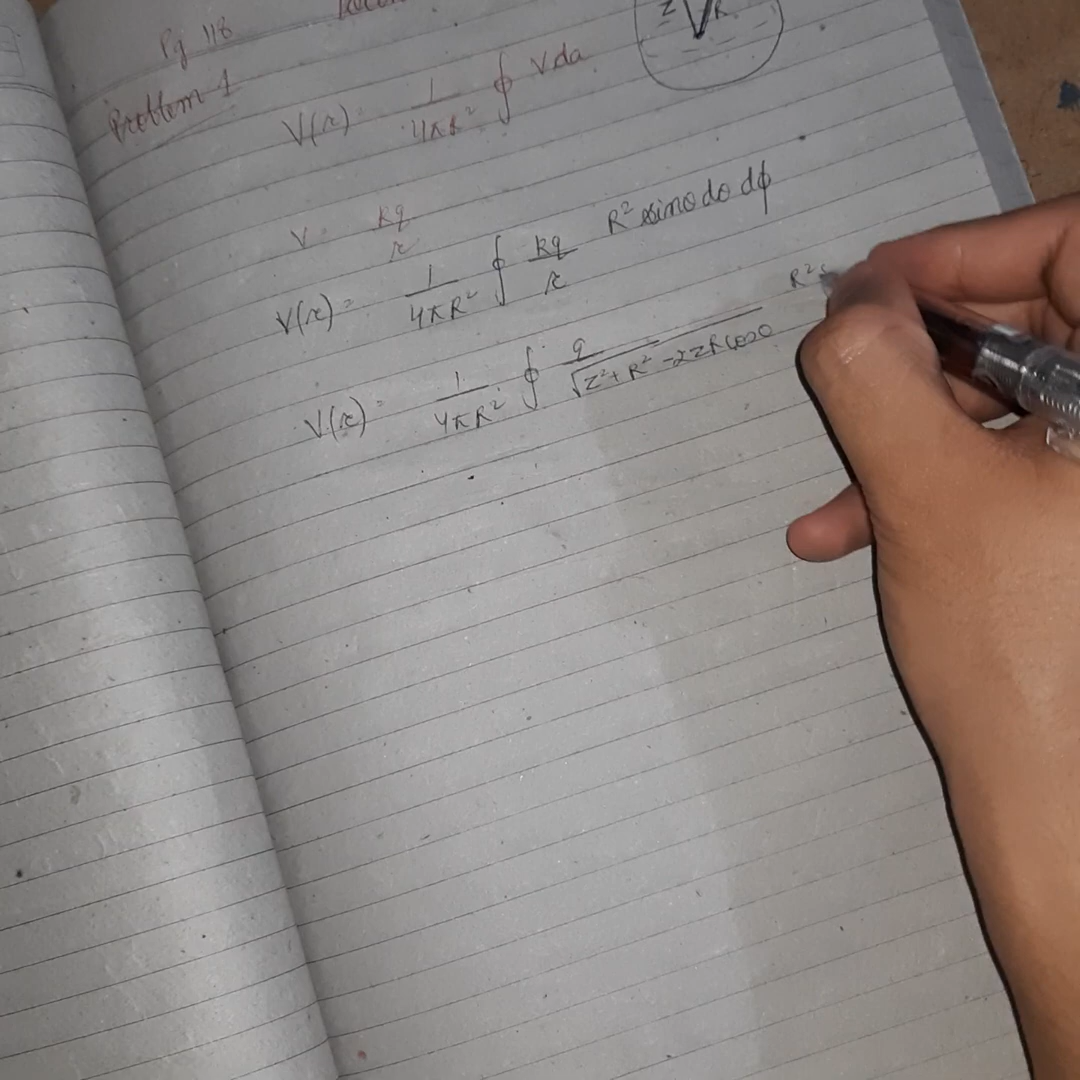 Pg 118
Z R
Problem 1
V(r) = 1/4πR² ∮ V da
V = kq/r
V(r) = 1/4πR² ∮ kq/r R² sinθ dθ dφ
V(r) = 1/4πR² ∮ q/√z²+R²-2zRcosθ R²